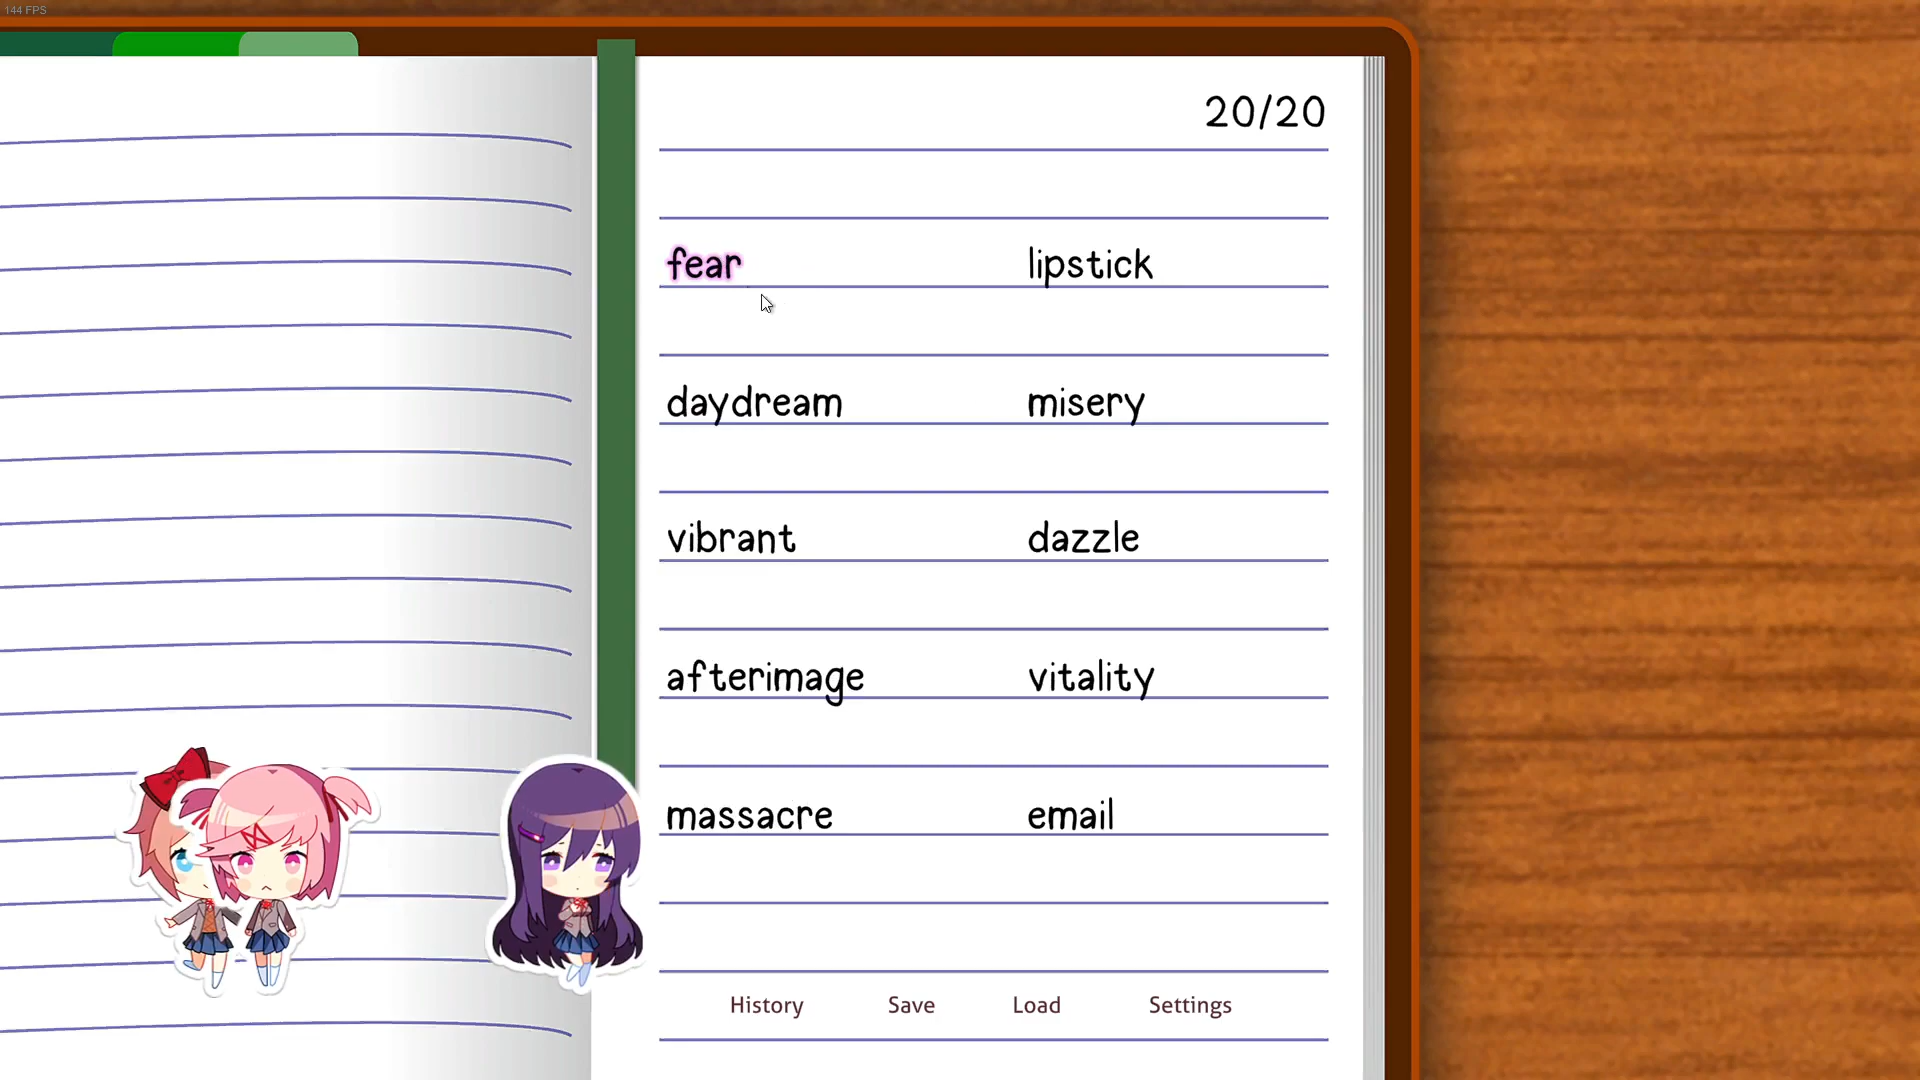 144 FPS
20/20
fear lipstick
daydream misery
vibrant dazzle
afterimage vitality
massacre email
History Save Load Settings